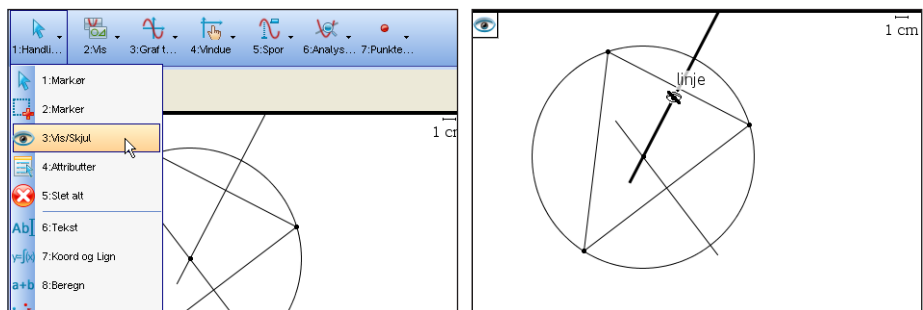 1:Handli... 2:Vis 3:Graf t... 4:Vindue 5:Spor 6:Analys... 7:Punkte...
1:Markør
2:Marker
3:Vis/Skjul
4:Attributter
5:Slet alt
6:Tekst
7:Koord og Lign
8:Beregn
Ab
y=∫(x)
a+b
1 cr
1 cm
linje